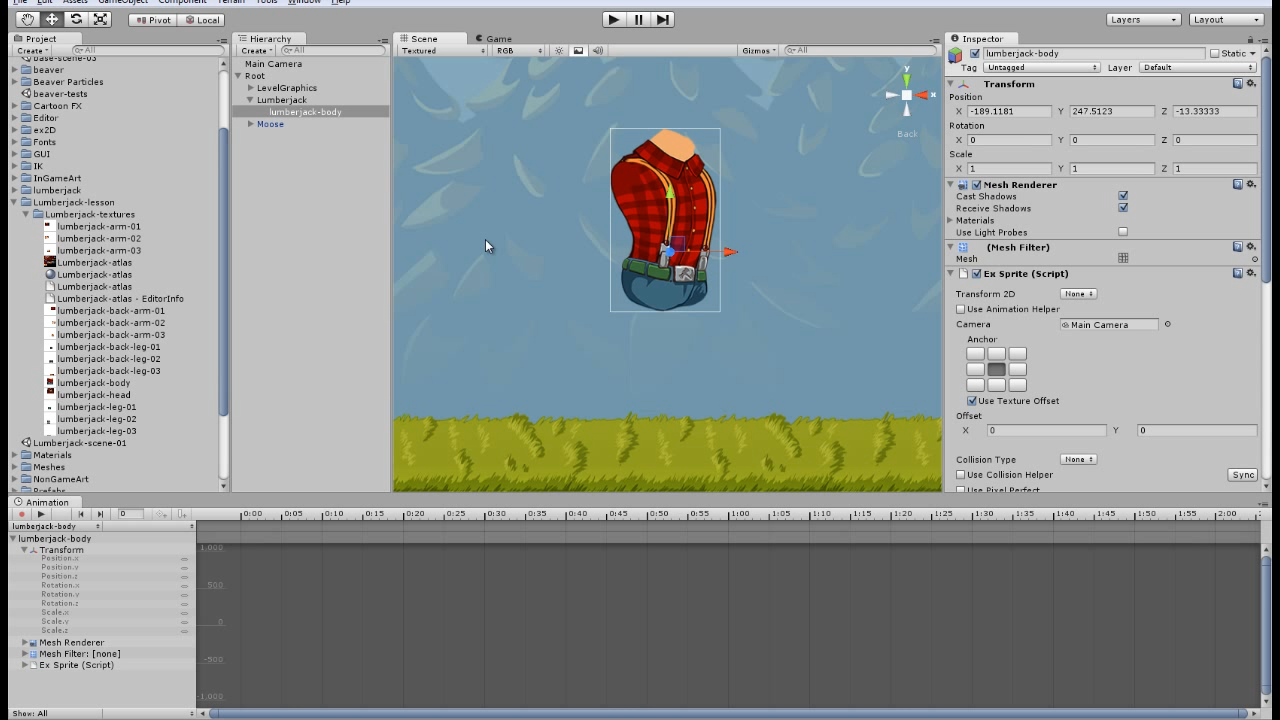 File Edit Assets GameObject Component Terrain Tools Window Help
Pivot Local Layers Layout
Project
Create All
base-scene-03
beaver
Beaver Particles
beaver-tests
Cartoon FX
Editor
ex2D
Fonts
GUI
IK
InGameArt
lumberjack
Lumberjack-lesson
Lumberjack-textures
lumberjack-arm-01
lumberjack-arm-02
lumberjack-arm-03
Lumberjack-atlas
Lumberjack-atlas
Lumberjack-atlas
Lumberjack-atlas - EditorInfo
lumberjack-back-arm-01
lumberjack-back-arm-02
lumberjack-back-arm-03
lumberjack-back-leg-01
lumberjack-back-leg-02
lumberjack-back-leg-03
lumberjack-body
lumberjack-head
lumberjack-leg-01
lumberjack-leg-02
lumberjack-leg-03
Lumberjack-scene-01
Materials
Meshes
NonGameArt
Prefabs
Hierarchy
Create All
Main Camera
Root
LevelGraphics
Lumberjack
lumberjack-body
Moose
Scene Game
Textured RGB Gizmos All
y
x
Back
Inspector
lumberjack-body Static
Tag Untagged Layer Default
Transform
Position
X -189.1181 Y 247.5123 Z -13.33333
Rotation
X 0 Y 0 Z 0
Scale
X 1 Y 1 Z 1
Mesh Renderer
Cast Shadows
Receive Shadows
Materials
Use Light Probes
(Mesh Filter)
Mesh
Ex Sprite (Script)
Transform 2D None
Use Animation Helper
Camera Main Camera
Anchor
Use Texture Offset
Offset
X 0 Y 0
Collision Type None
Use Collision Helper Sync
Use Pixel Perfect
Animation
0 0:00 0:05 0:10 0:15 0:20 0:25 0:30 0:35 0:40 0:45 0:50 0:55 1:00 1:05 1:10 1:15 1:20 1:25 1:30 1:35 1:40 1:45 1:50 1:55 2:00
lumberjack-body
lumberjack-body
Transform
Position.x
Position.y
Position.z
Rotation.x
Rotation.y
Rotation.z
Scale.x
Scale.y
Scale.z
Mesh Renderer
Mesh Filter: [none]
Ex Sprite (Script)
1,000
500
0
-500
-1,000
Show: All